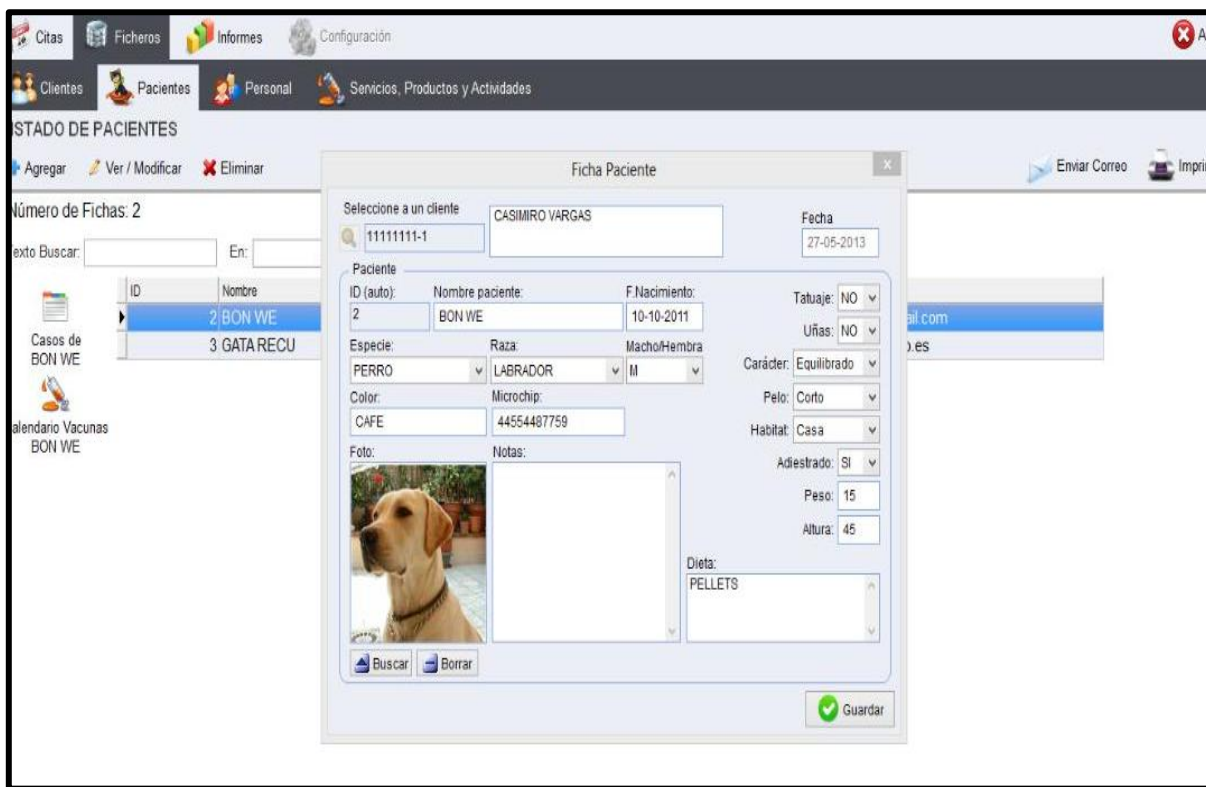 Citas Ficheros Informes Configuración A
Clientes Pacientes Personal Servicios, Productos y Actividades
ISTADO DE PACIENTES
Agregar Ver / Modificar Eliminar Enviar Correo Impri
Número de Fichas: 2
exto Buscar: En:
ID Nombre
2 BON WE ail.com
3 GATA RECU o.es
Casos de
BON WE
alendario Vacunas
BON WE
Ficha Paciente x
Seleccione a un cliente
11111111-1
CASIMIRO VARGAS
Fecha
27-05-2013
Paciente
ID (auto): Nombre paciente: F.Nacimiento:
2 BON WE 10-10-2011
Especie: Raza: Macho/Hembra
PERRO LABRADOR M
Color: Microchip:
CAFE 44554487759
Foto: Notas:
Tatuaje: NO
Uñas: NO
Carácter: Equilibrado
Pelo: Corto
Habitat: Casa
Adiestrado: SI
Peso: 15
Altura: 45
Dieta:
PELLETS
Buscar Borrar
Guardar